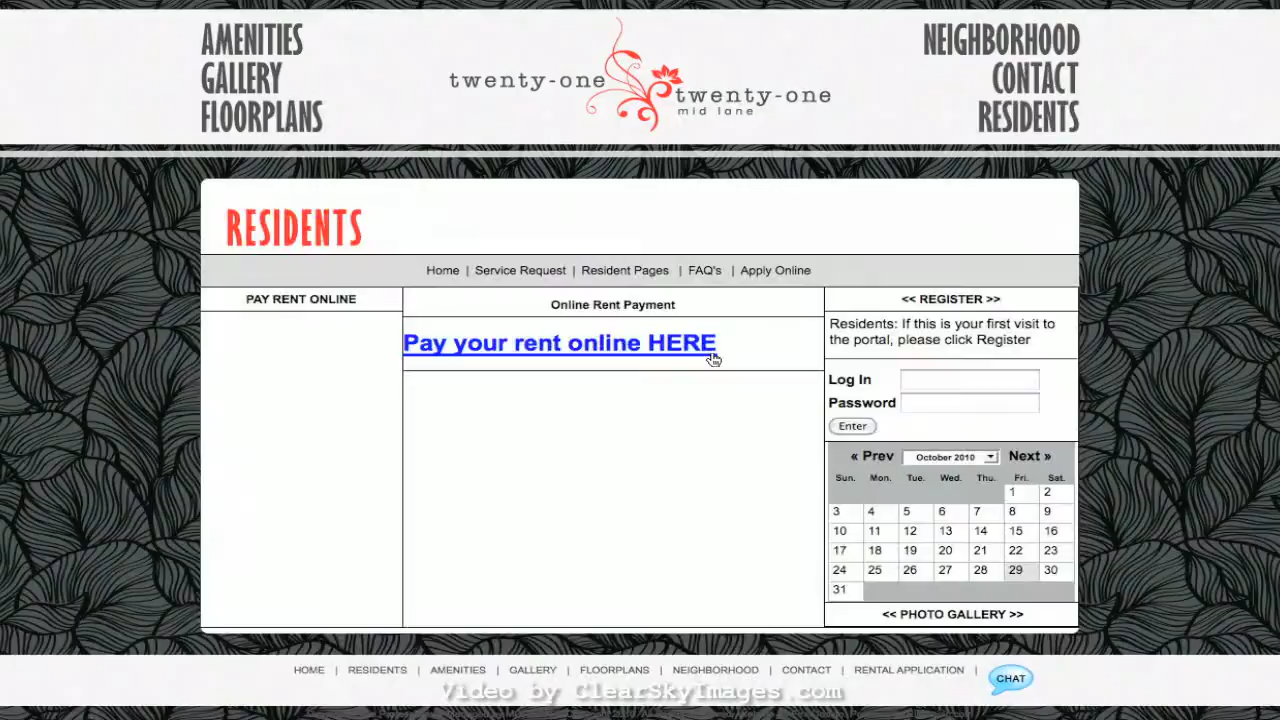 AMENITIES
GALLERY
FLOORPLANS
twenty-one
twenty-one
mid lane
NEIGHBORHOOD
CONTACT
RESIDENTS
RESIDENTS
Home | Service Request | Resident Pages | FAQ's | Apply Online
PAY RENT ONLINE
Online Rent Payment
Pay your rent online HERE
<< REGISTER >>
Residents: If this is your first visit to
the portal, please click Register
Log In
Password
Enter
« Prev October 2010 Next »
Sun. Mon. Tue. Wed. Thu. Fri. Sat.
1 2
3 4 5 6 7 8 9
10 11 12 13 14 15 16
17 18 19 20 21 22 23
24 25 26 27 28 29 30
31
<< PHOTO GALLERY >>
HOME | RESIDENTS | AMENITIES | GALLERY | FLOORPLANS | NEIGHBORHOOD | CONTACT | RENTAL APPLICATION |
CHAT
Video by ClearSkyImages.com